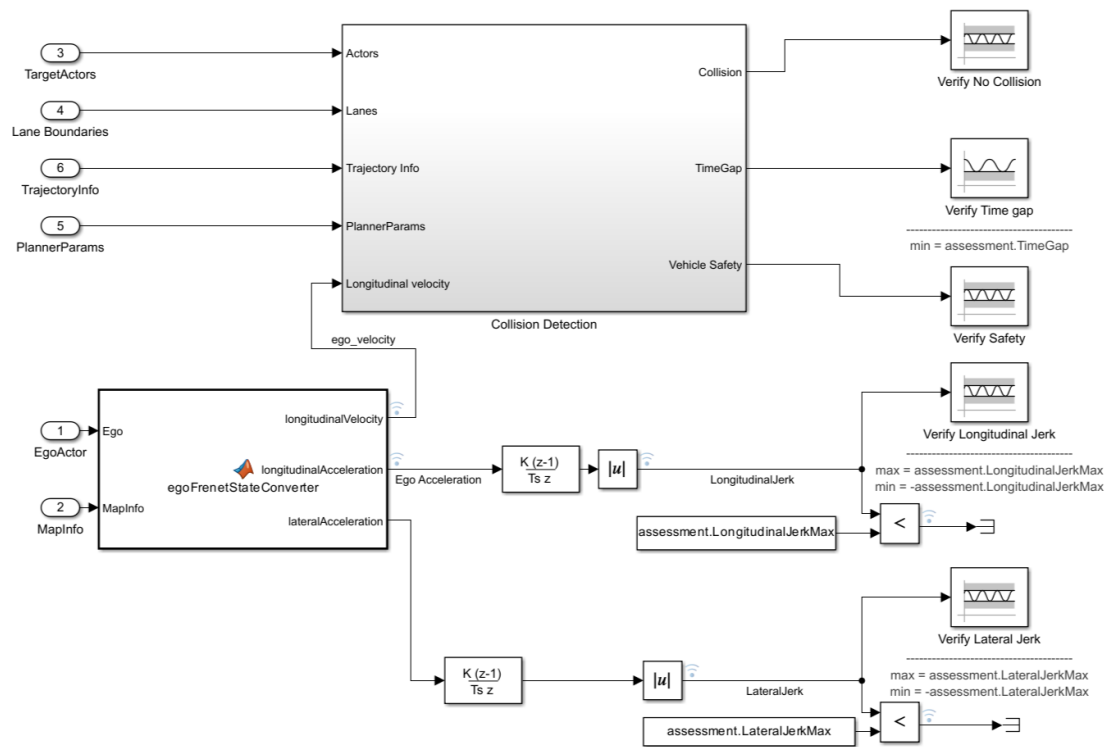 3
TargetActors
4
Lane Boundaries
6
TrajectoryInfo
5
PlannerParams
Actors
Lanes
Trajectory Info
PlannerParams
Longitudinal velocity
Collision
TimeGap
Vehicle Safety
Collision Detection
Verify No Collision
Verify Time gap
min = assessment.TimeGap
Verify Safety
ego_velocity
1
EgoActor
2
MapInfo
Ego
MapInfo
egoFrenetStateConverter
longitudinalVelocity
longitudinalAcceleration
lateralAcceleration
Ego Acceleration
K (z-1)
Ts z
|u|
LongitudinalJerk
Verify Longitudinal Jerk
max = assessment.LongitudinalJerkMax
min = -assessment.LongitudinalJerkMax
assessment.LongitudinalJerkMax
<
K (z-1)
Ts z
|u|
LateralJerk
Verify Lateral Jerk
max = assessment.LateralJerkMax
min = -assessment.LateralJerkMax
assessment.LateralJerkMax
<